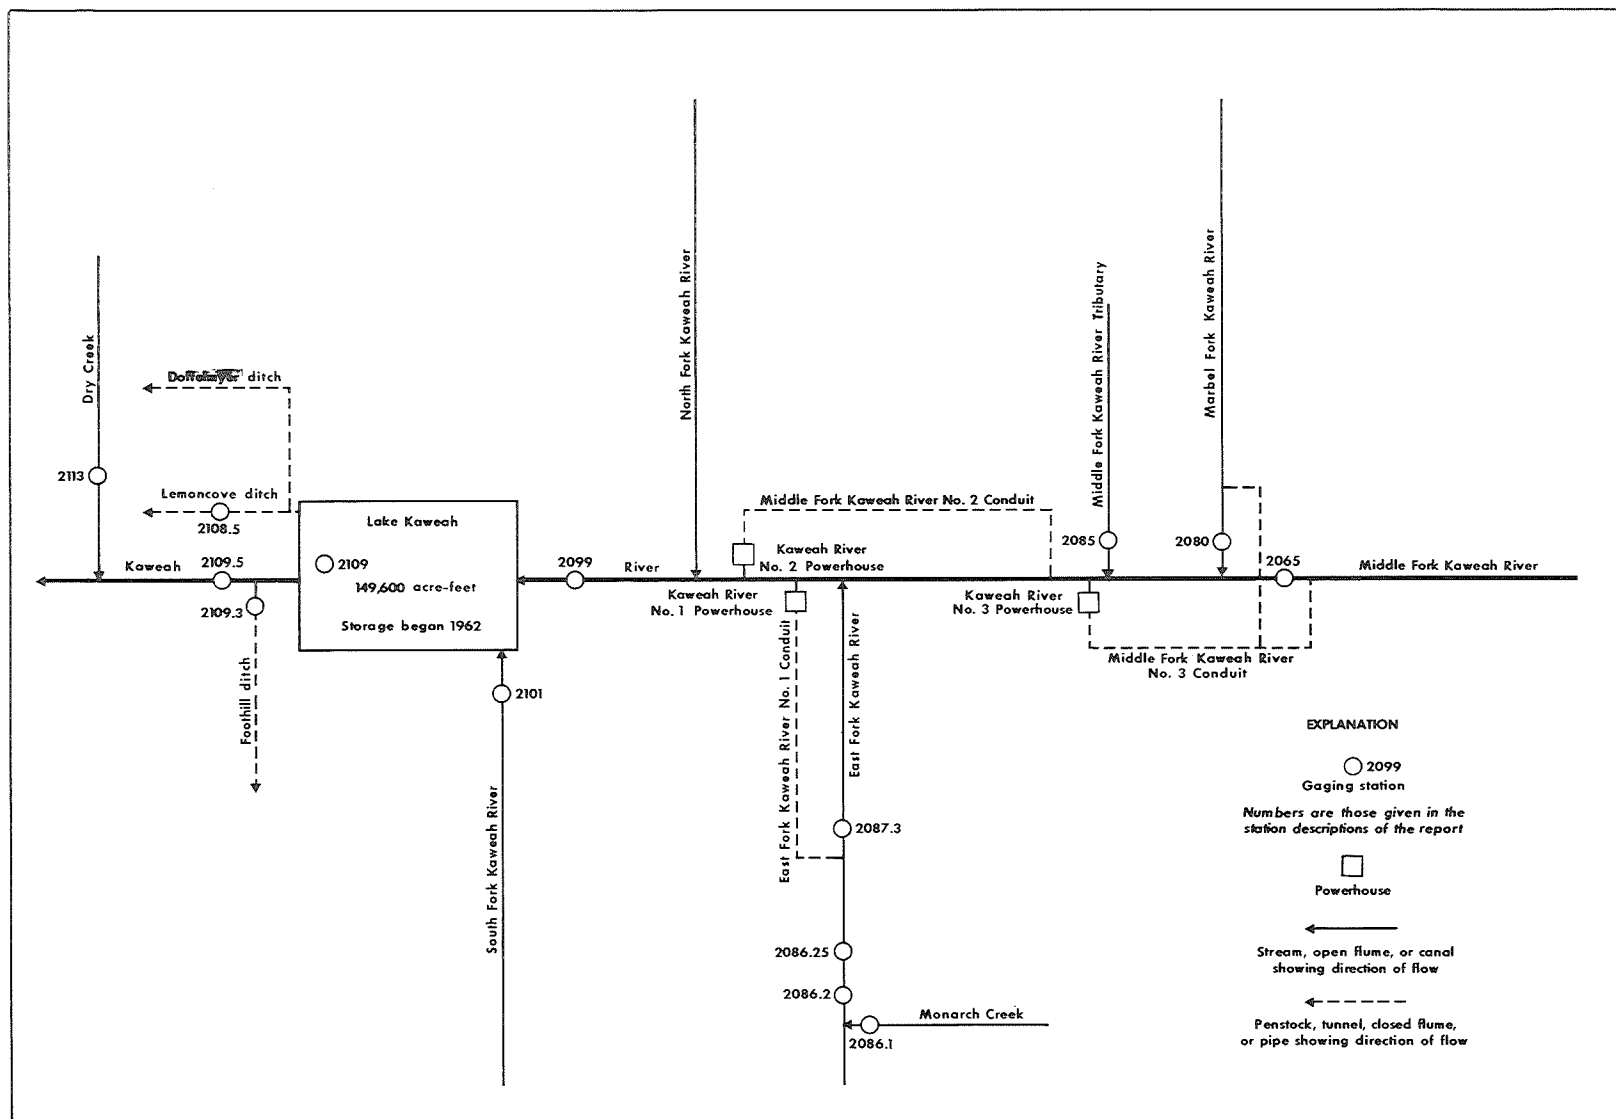 Dry Creek
ditch
2113
Lemoncove ditch
2108.5
Kaweah
2109.5
2109.3
Foothill ditch
Lake Kaweah
2109
149,600 acre-feet
Storage began 1962
2101
South Fork Kaweah River
2099
River
North Fork Kaweah River
Middle Fork Kaweah River No. 2 Conduit
Kaweah River
No. 2 Powerhouse
Kaweah River
No. 1 Powerhouse
East Fork Kaweah River No. 1 Conduit
East Fork Kaweah River
2087.3
2086.25
2086.2
Monarch Creek
2086.1
Middle Fork Kaweah River Tributary
2085
Kaweah River
No. 3 Powerhouse
Marbel Fork Kaweah River
2080
2065
Middle Fork Kaweah River
Middle Fork Kaweah River
No. 3 Conduit
EXPLANATION
2099
Gaging station
Numbers are those given in the
station descriptions of the report
Powerhouse
Stream, open flume, or canal
showing direction of flow
Penstock, tunnel, closed flume,
or pipe showing direction of flow